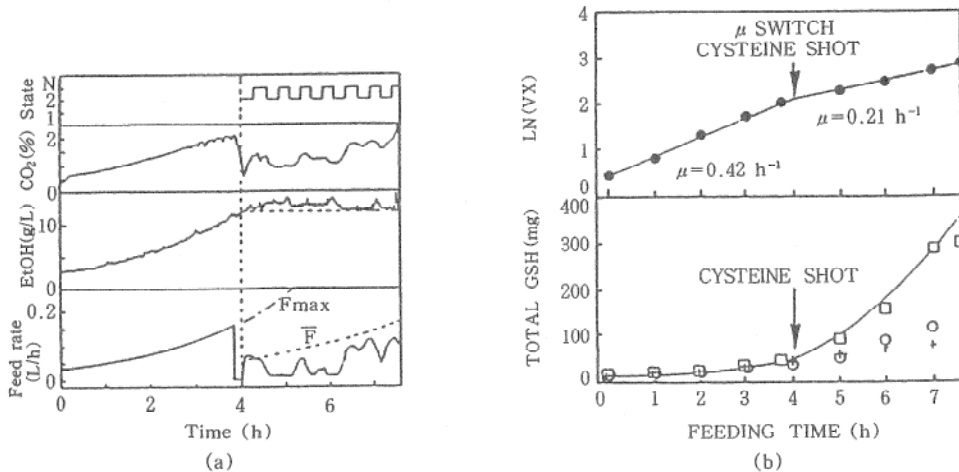 State
N
2
1
CO₂(%)
2
0
EtOH(g/L)
10
0
Feed rate
(L/h)
0.2
0
Fmax
F̅
0 2 4 6
Time (h)
(a)
μ SWITCH
CYSTEINE SHOT
LN(VX)
4
3
2
1
0
μ=0.42 h⁻¹
μ=0.21 h⁻¹
TOTAL GSH(mg)
400
300
200
100
0
CYSTEINE SHOT
0 1 2 3 4 5 6 7
FEEDING TIME (h)
(b)